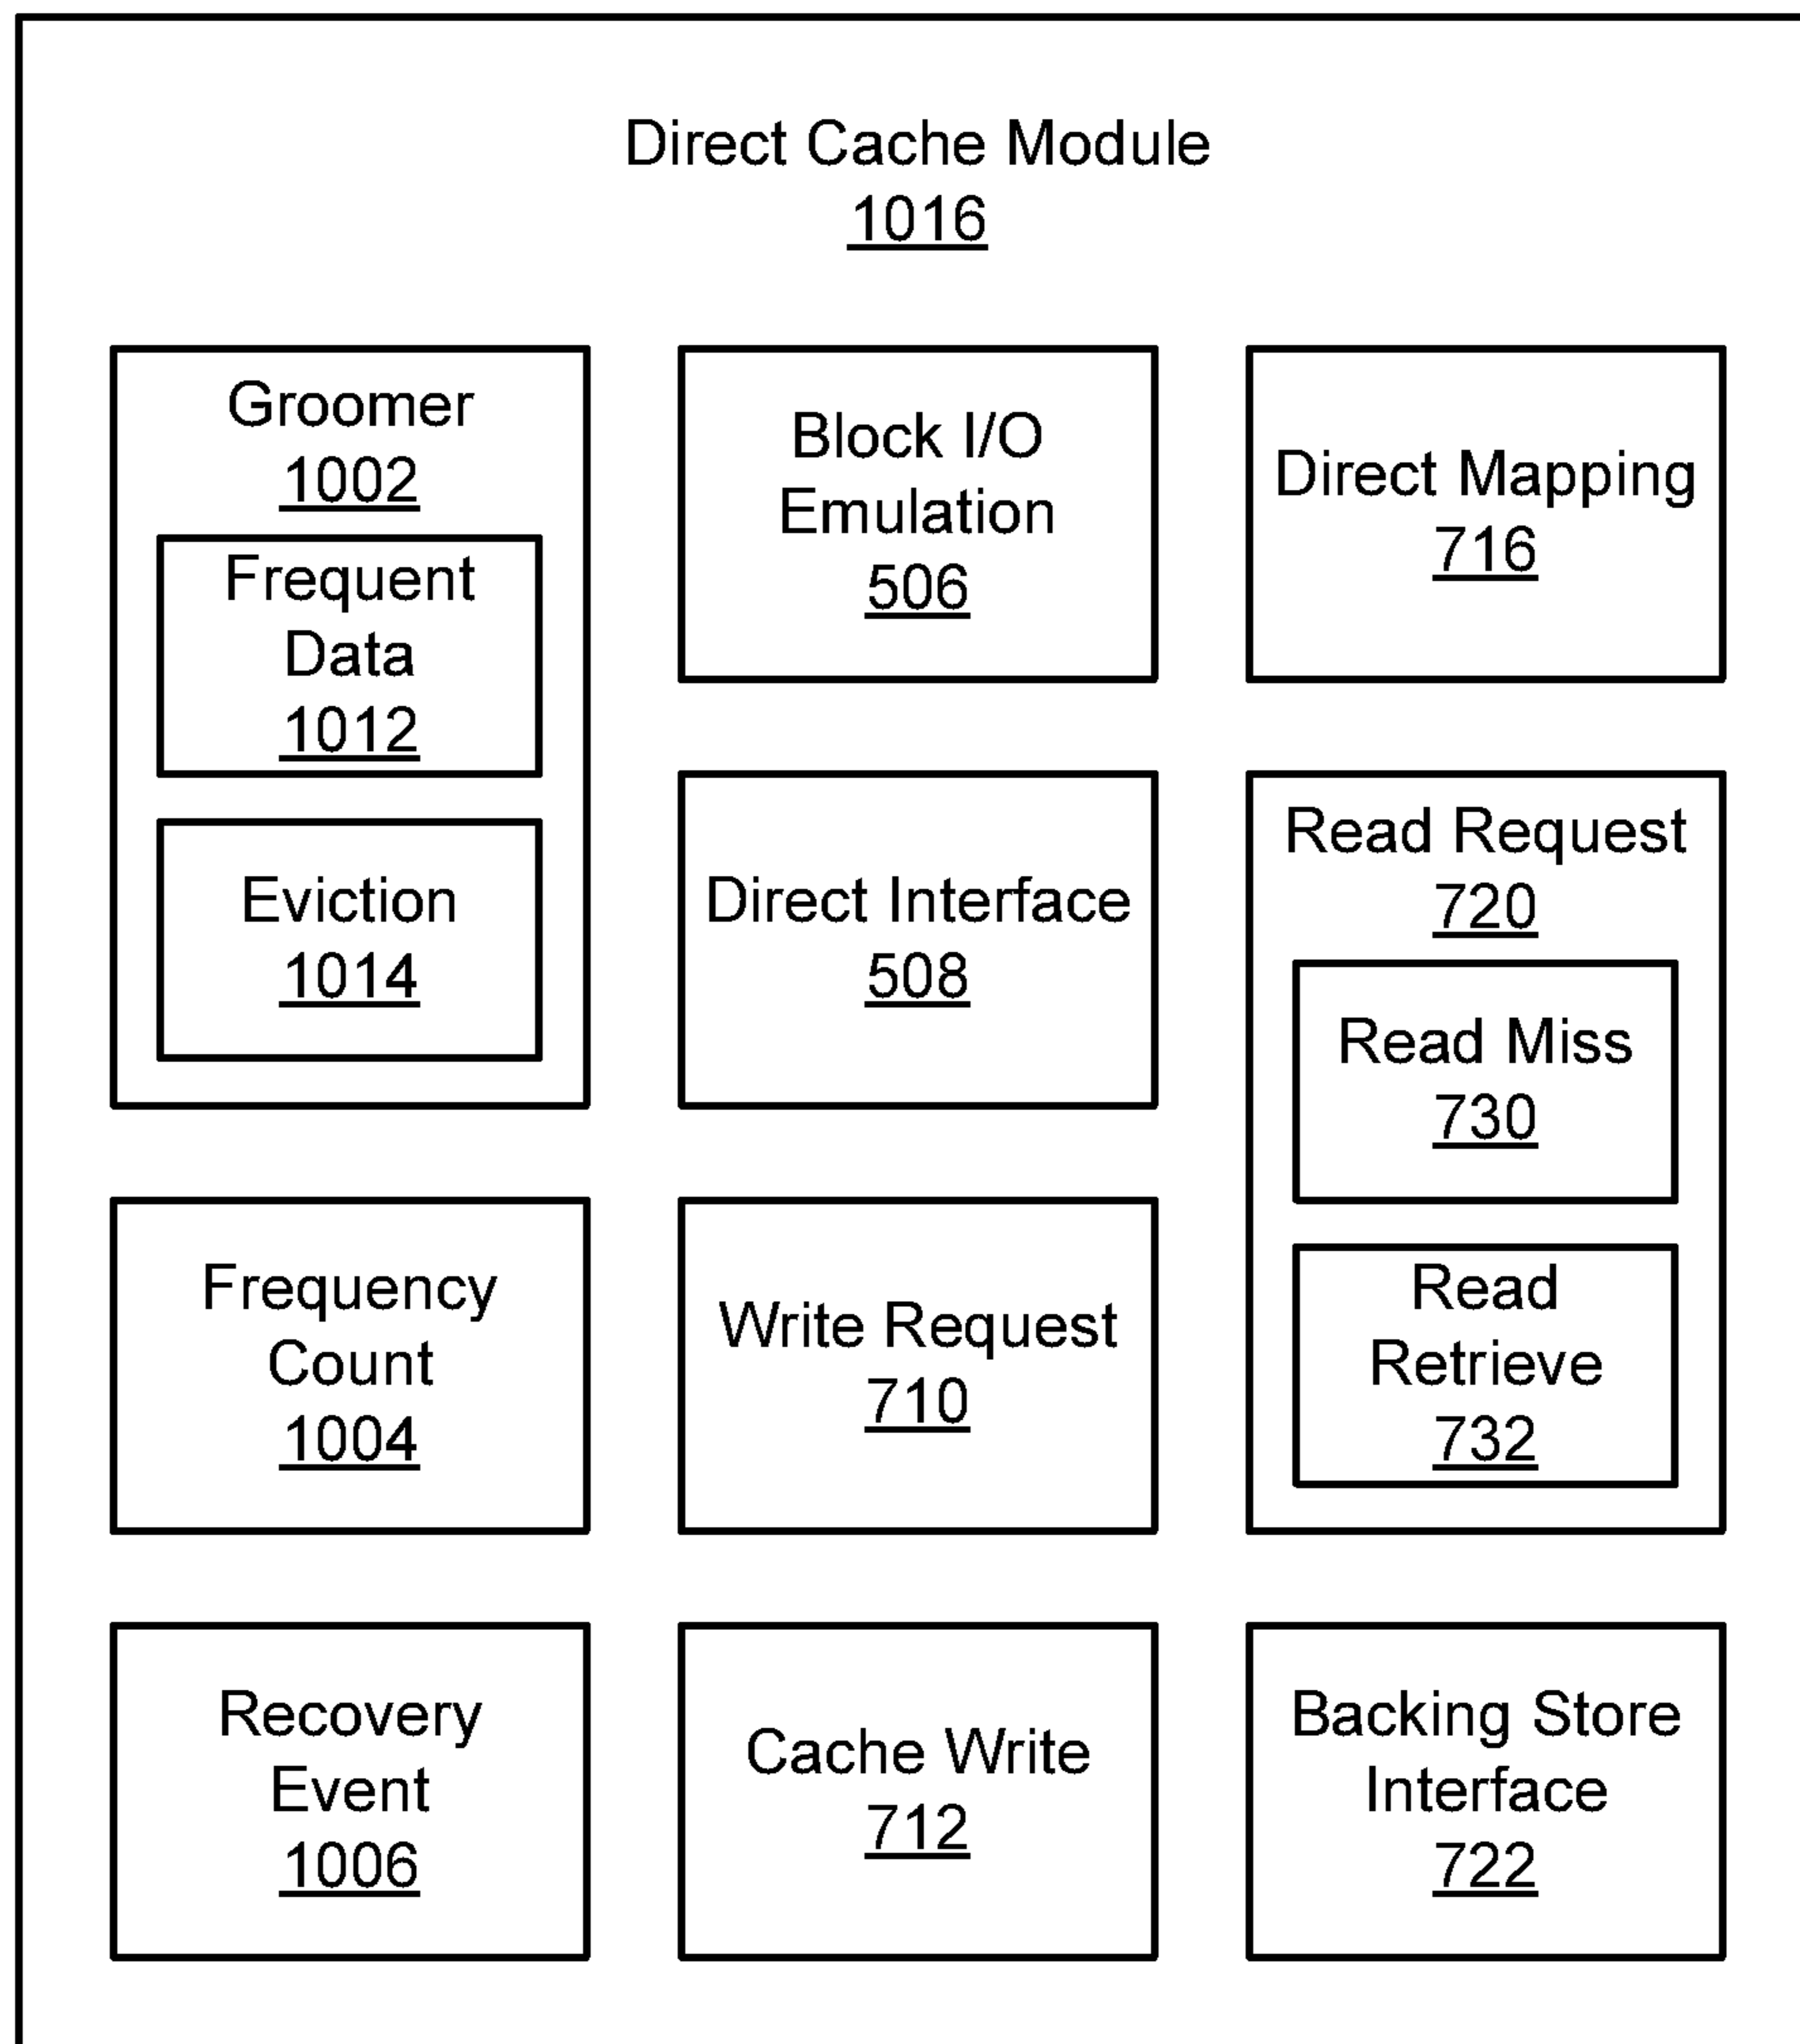 Direct Cache Module
1016
Groomer
1002
Frequent
Data
1012
Eviction
1014
Frequency
Count
1004
Recovery
Event
1006
Block I/O
Emulation
506
Direct Interface
508
Write Request
710
Cache Write
712
Direct Mapping
716
Read Request
720
Read Miss
730
Read
Retrieve
732
Backing Store
Interface
722